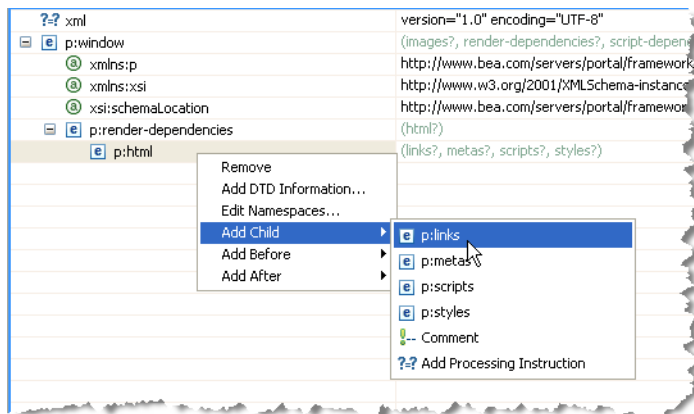 ?=? xml version="1.0" encoding="UTF-8"
e p:window (images?, render-dependencies?, script-depen
a xmlns:p http://www.bea.com/servers/portal/framework
a xmlns:xsi http://www.w3.org/2001/XMLSchema-instance
a xsi:schemaLocation http://www.bea.com/servers/portal/framewor
e p:render-dependencies (html?)
e p:html (links?, metas?, scripts?, styles?)
Remove
Add DTD Information...
Edit Namespaces...
Add Child
Add Before
Add After
e p:links
e p:metas
e p:scripts
e p:styles
!-- Comment
?=? Add Processing Instruction